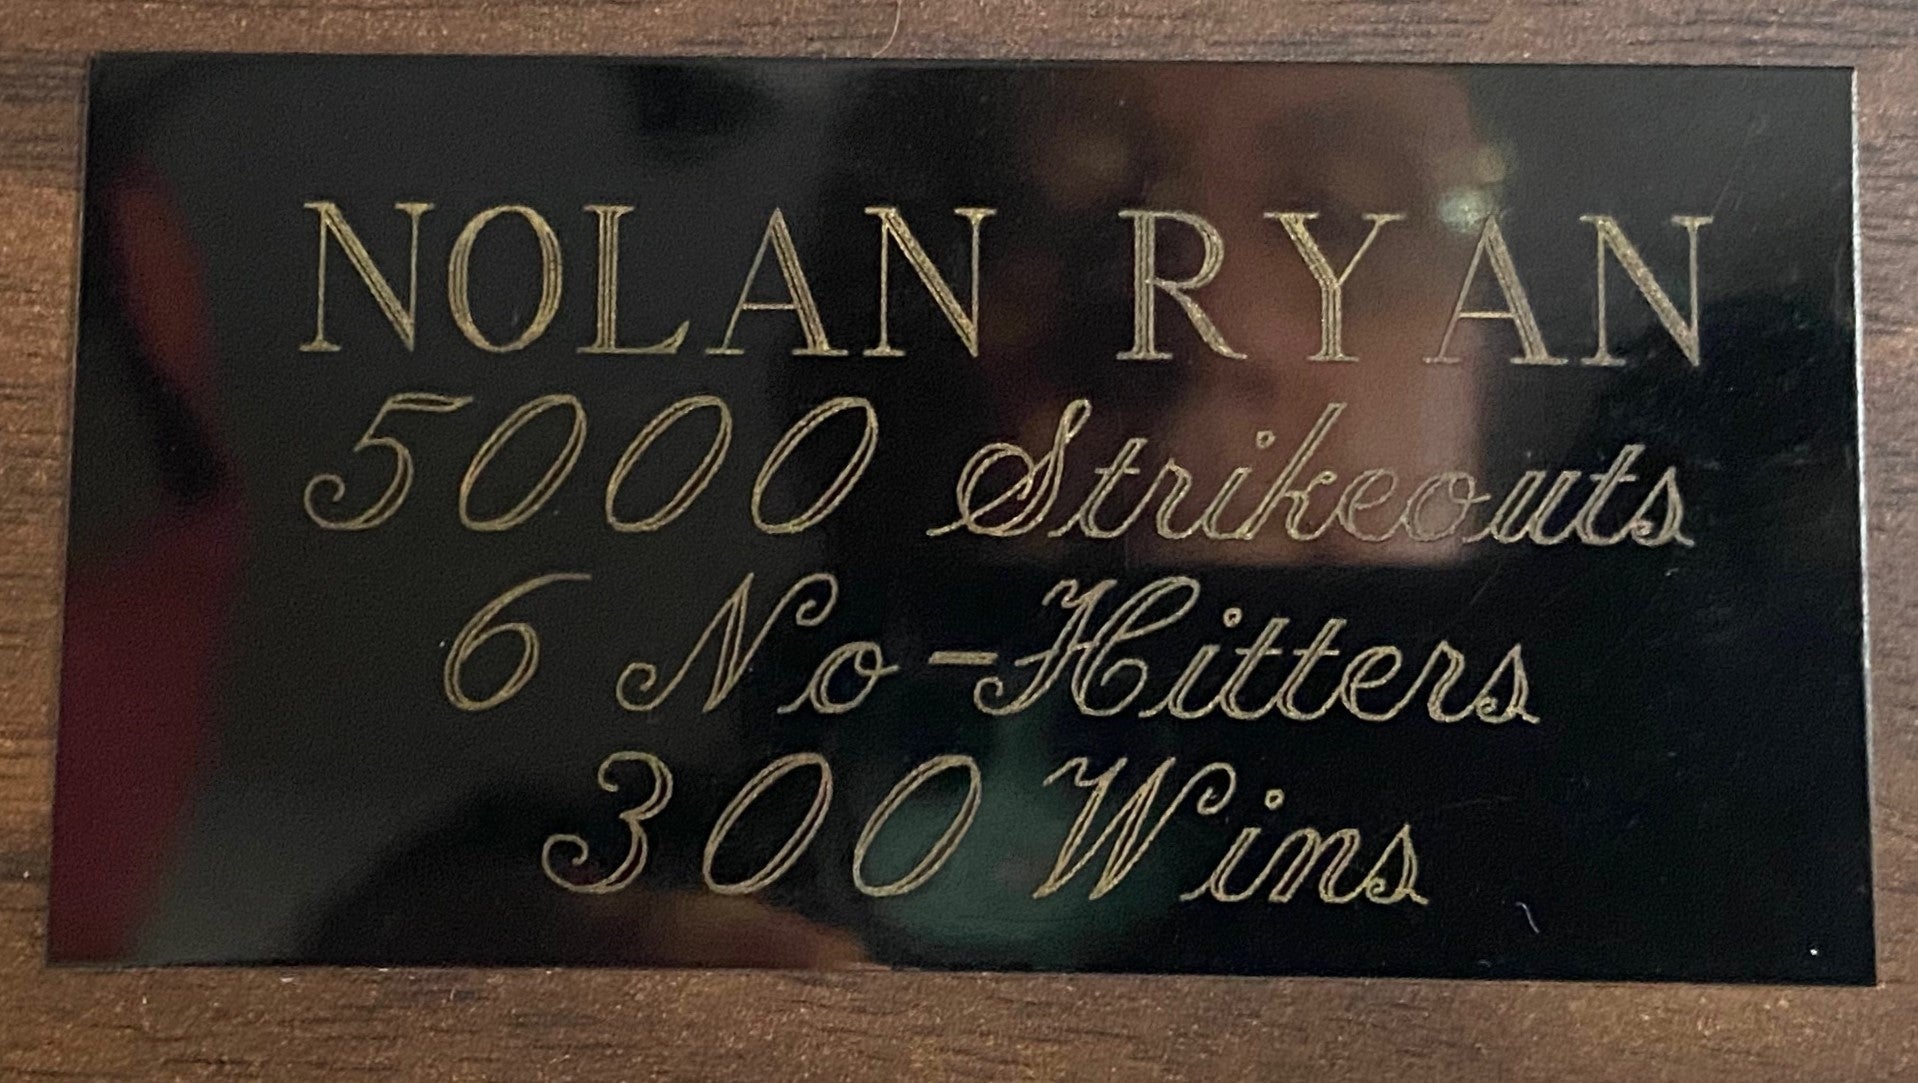 NOLAN RYAN
5000 Strikeouts
6 No-Hitters
300 Wins